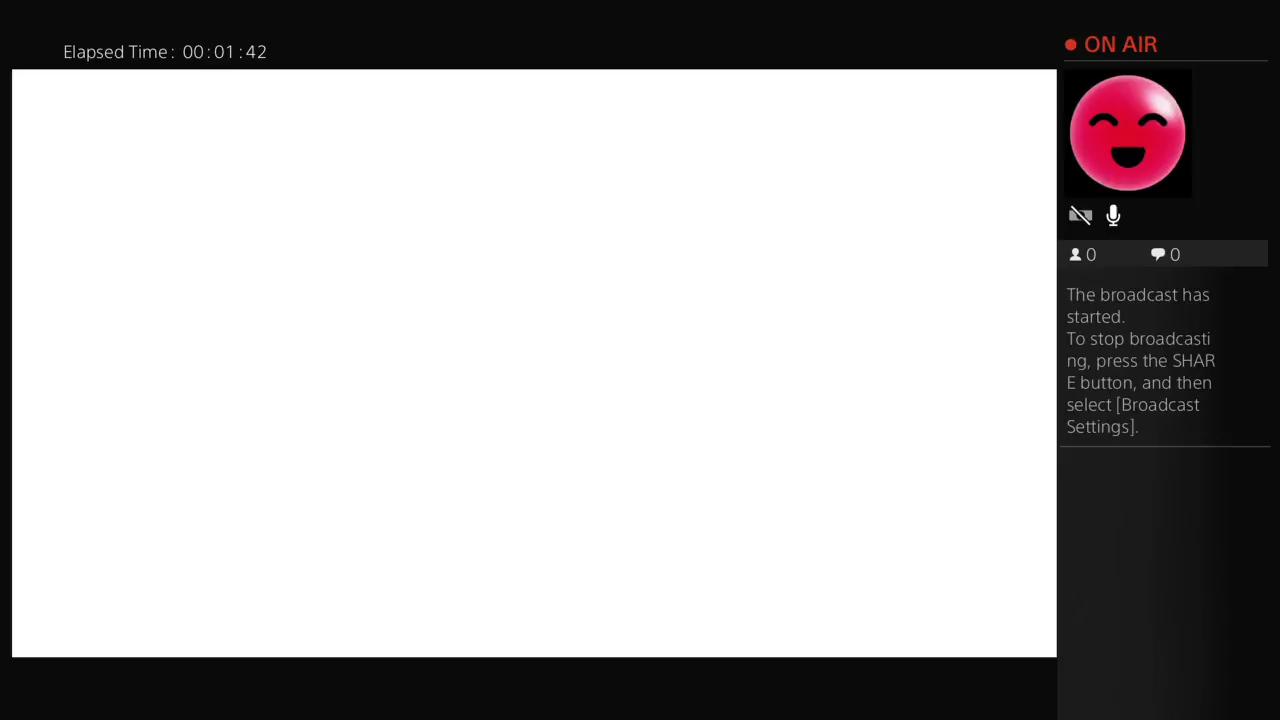 Elapsed Time: 00:01:42
ON AIR
0 0
The broadcast has
started.
To stop broadcasti
ng, press the SHAR
E button, and then
select [Broadcast
Settings].